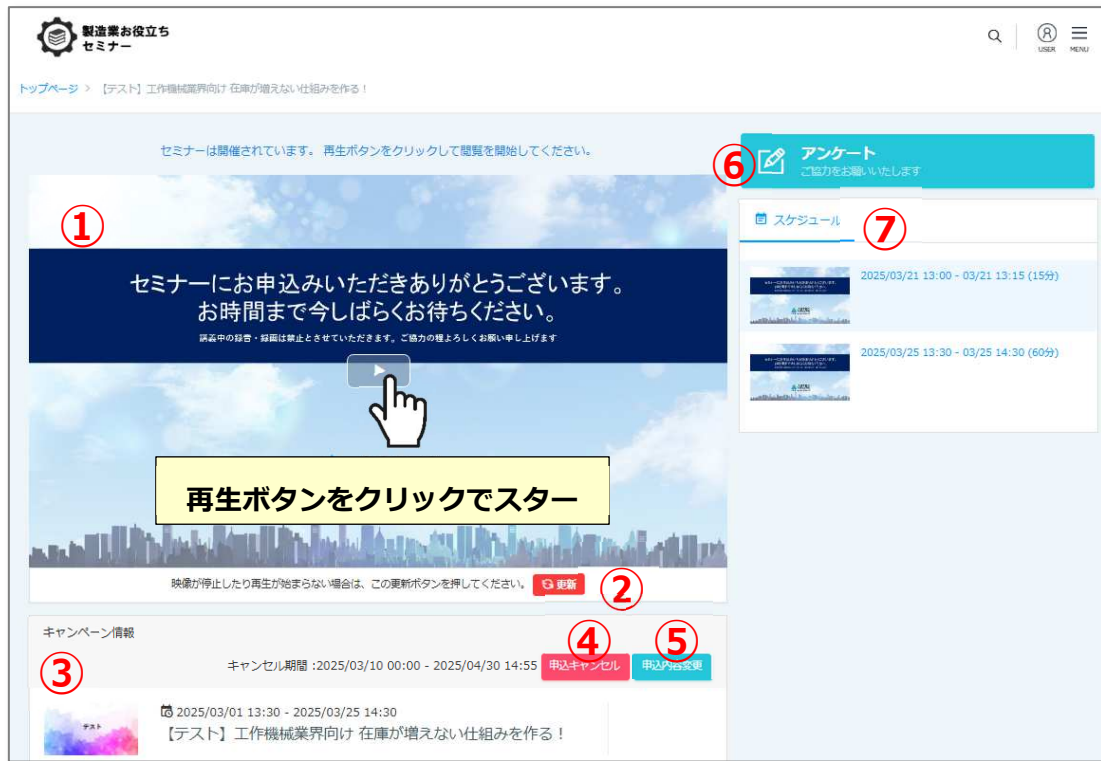 製造業お役立ち
セミナー
USER
MENU
トップページ > 【テスト】工作機械業界向け 在庫が増えない仕組みを作る！
セミナーは開催されています。 再生ボタンをクリックして閲覧を開始してください。
①
セミナーにお申込みいただきありがとうございます。
お時間まで今しばらくお待ちください。
講義中の録音・録画は禁止とさせていただきます。ご協力の程よろしくお願い申し上げます
再生ボタンをクリックでスター
映像が停止したり再生が始まらない場合は、この更新ボタンを押してください。 更新
②
キャンペーン情報
③
④
⑤
キャンセル期間 :2025/03/10 00:00 - 2025/04/30 14:55 申込キャンセル 申込内容変更
テスト
2025/03/01 13:30 - 2025/03/25 14:30
【テスト】工作機械業界向け 在庫が増えない仕組みを作る！
⑥
アンケート
ご協力をお願いいたします
スケジュール
⑦
2025/03/21 13:00 - 03/21 13:15 (15分)
2025/03/25 13:30 - 03/25 14:30 (60分)